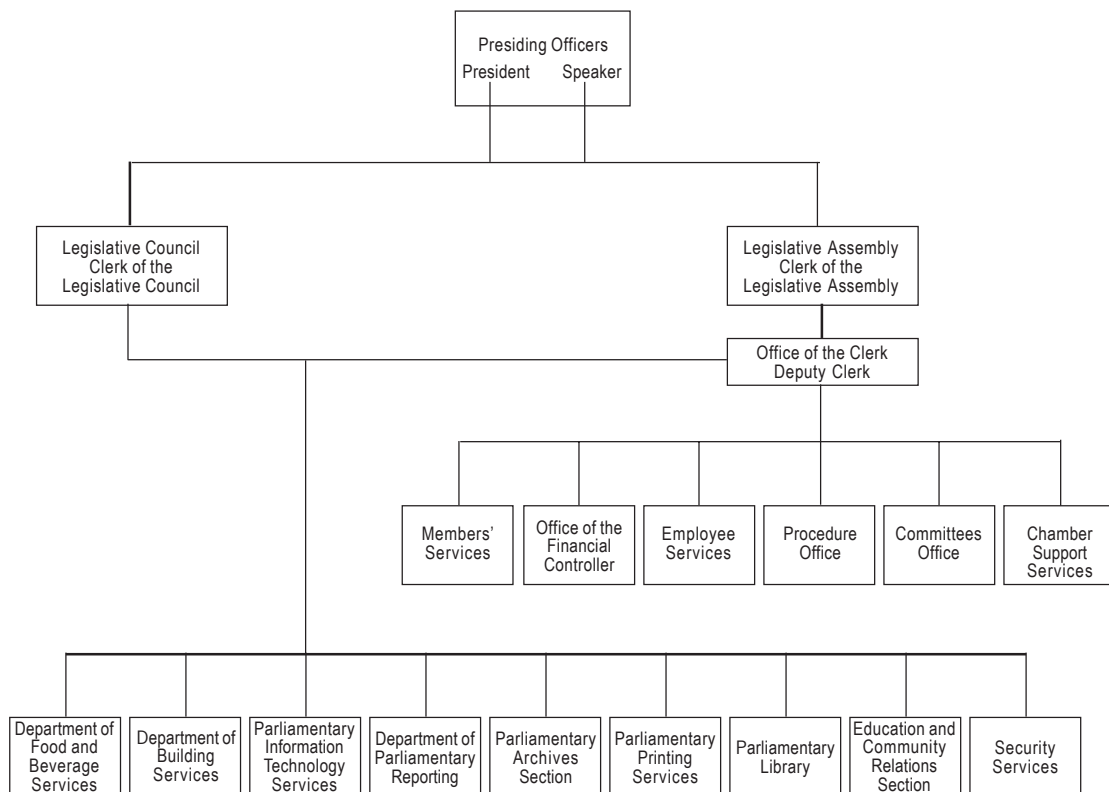 Presiding Officers
President Speaker
Legislative Council
Clerk of the
Legislative Council
Legislative Assembly
Clerk of the
Legislative Assembly
Office of the Clerk
Deputy Clerk
Members’
Services
Office of the
Financial
Controller
Employee
Services
Procedure
Office
Committees
Office
Chamber
Support
Services
Department of
Food and
Beverage
Services
Department of
Building
Services
Parliamentary
Information
Technology
Services
Department of
Parliamentary
Reporting
Parliamentary
Archives
Section
Parliamentary
Printing
Services
Parliamentary
Library
Education and
Community
Relations
Section
Security
Services